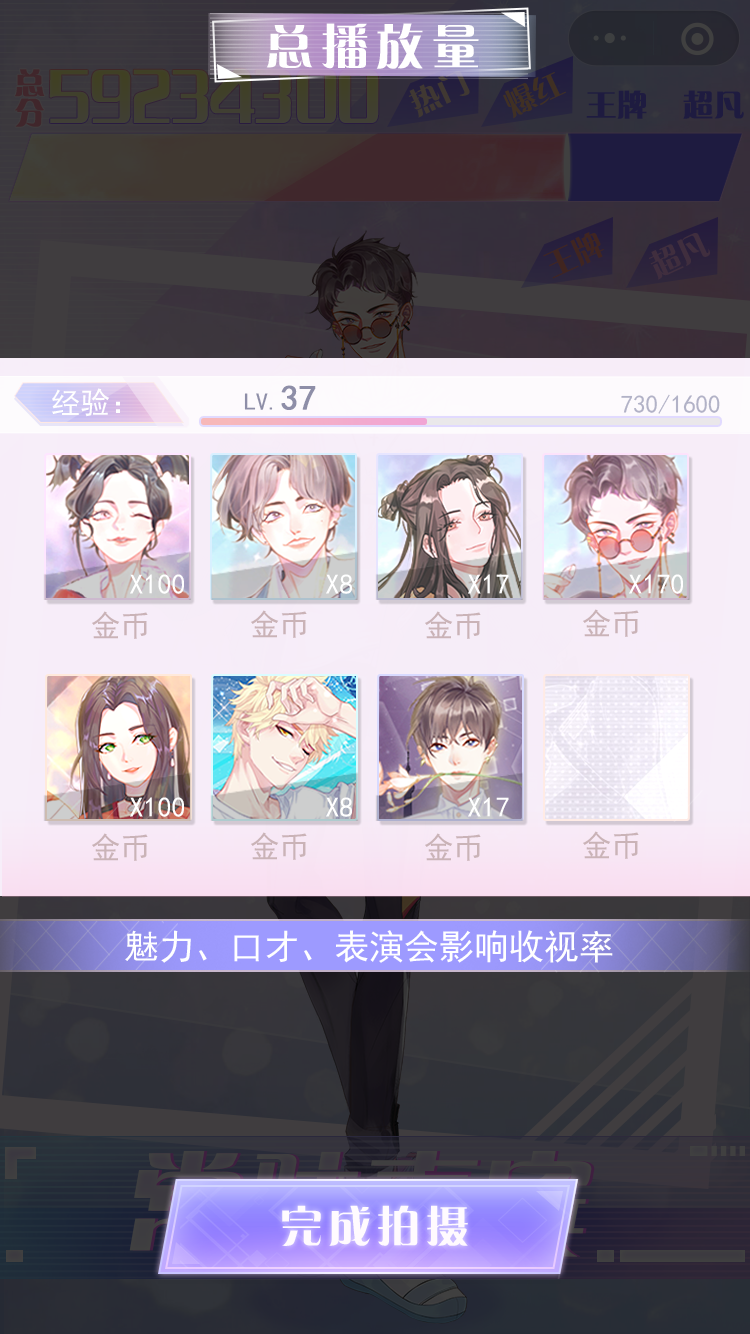 总播放量
总分 59234300
热门 爆红 王牌 超凡
王牌 超凡
经验: LV. 37 730/1600
X100 X8 X17 X170
金币 金币 金币 金币
X100 X8 X17
金币 金币 金币 金币
魅力、口才、表演会影响收视率
完成拍摄